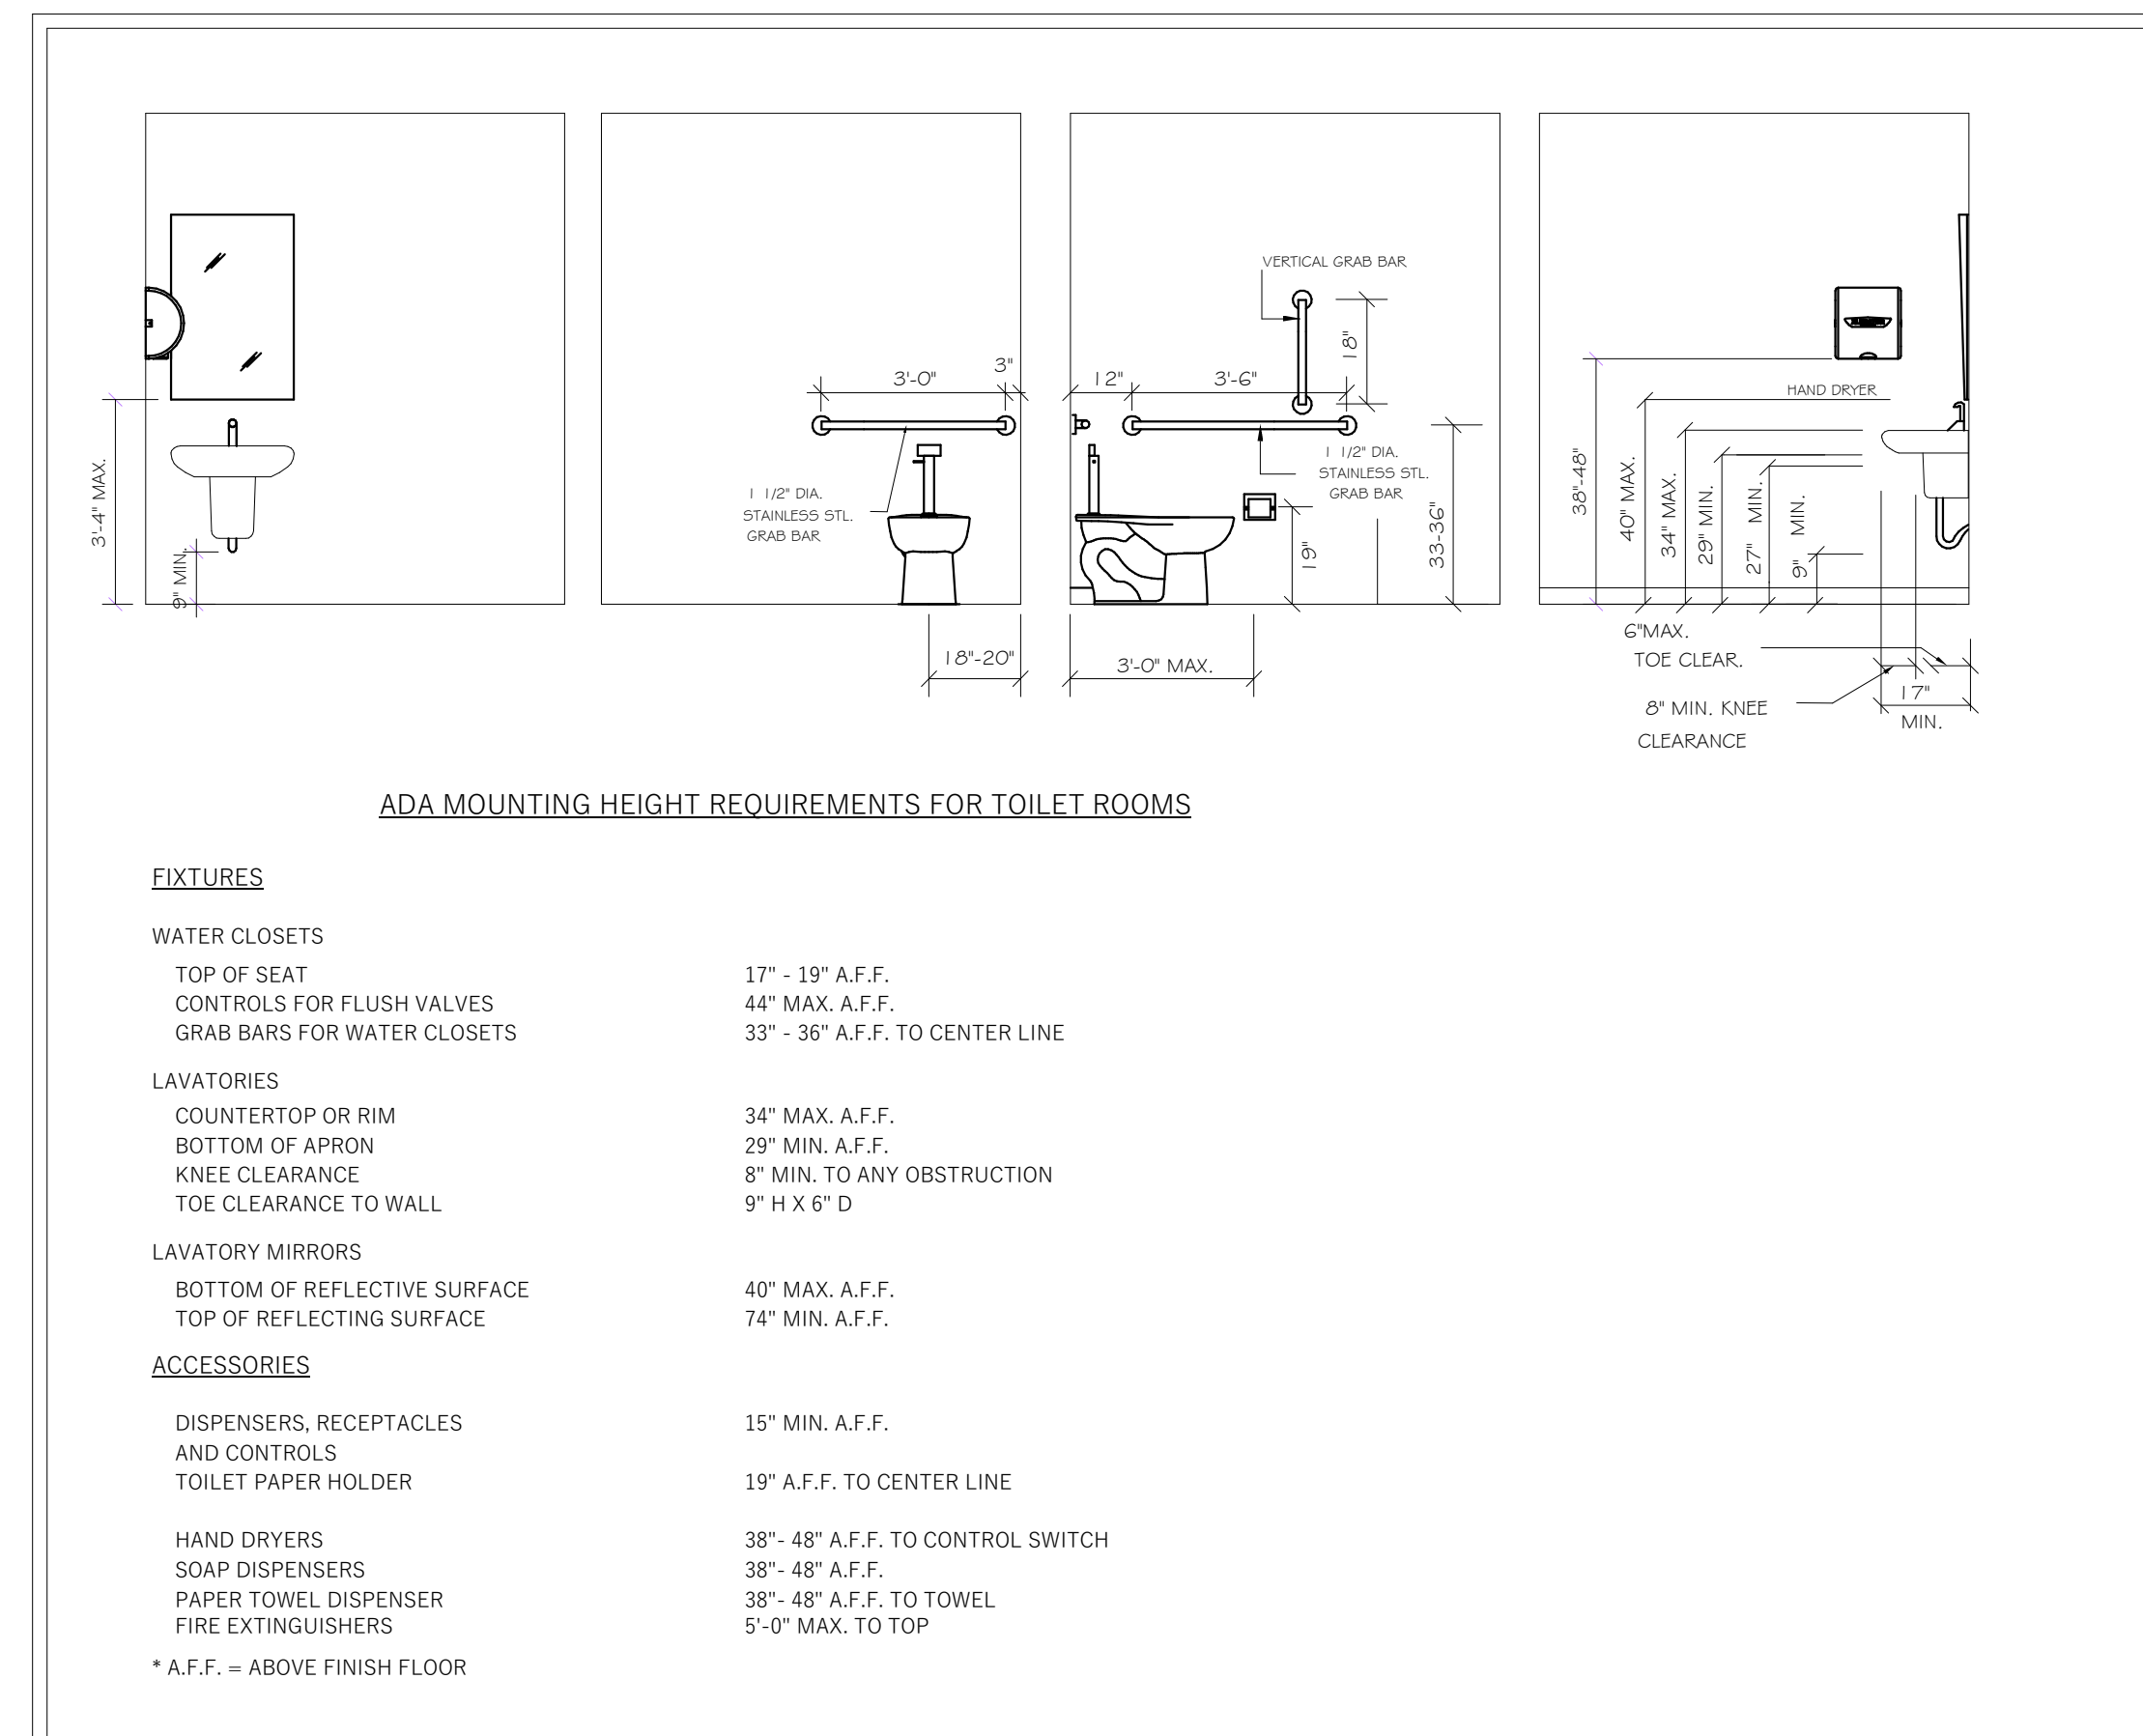 VERTICAL GRAB BAR
18"
3'-0"
3"
12"
3'-6"
HAND DRYER
3'-4" MAX.
9" MIN.
1 1/2" DIA.
STAINLESS STL.
GRAB BAR
1 1/2" DIA.
STAINLESS STL.
GRAB BAR
19"
33-36"
38"-48"
40" MAX.
34" MAX.
29" MIN.
27" MIN.
9" MIN.
18"-20"
3'-0" MAX.
6"MAX.
TOE CLEAR.
8" MIN. KNEE
CLEARANCE
17"
MIN.
ADA MOUNTING HEIGHT REQUIREMENTS FOR TOILET ROOMS
FIXTURES
WATER CLOSETS
TOP OF SEAT 17" - 19" A.F.F.
CONTROLS FOR FLUSH VALVES 44" MAX. A.F.F.
GRAB BARS FOR WATER CLOSETS 33" - 36" A.F.F. TO CENTER LINE
LAVATORIES
COUNTERTOP OR RIM 34" MAX. A.F.F.
BOTTOM OF APRON 29" MIN. A.F.F.
KNEE CLEARANCE 8" MIN. TO ANY OBSTRUCTION
TOE CLEARANCE TO WALL 9" H X 6" D
LAVATORY MIRRORS
BOTTOM OF REFLECTIVE SURFACE 40" MAX. A.F.F.
TOP OF REFLECTING SURFACE 74" MIN. A.F.F.
ACCESSORIES
DISPENSERS, RECEPTACLES 15" MIN. A.F.F.
AND CONTROLS
TOILET PAPER HOLDER 19" A.F.F. TO CENTER LINE
HAND DRYERS 38"- 48" A.F.F. TO CONTROL SWITCH
SOAP DISPENSERS 38"- 48" A.F.F.
PAPER TOWEL DISPENSER 38"- 48" A.F.F. TO TOWEL
FIRE EXTINGUISHERS 5'-0" MAX. TO TOP
* A.F.F. = ABOVE FINISH FLOOR